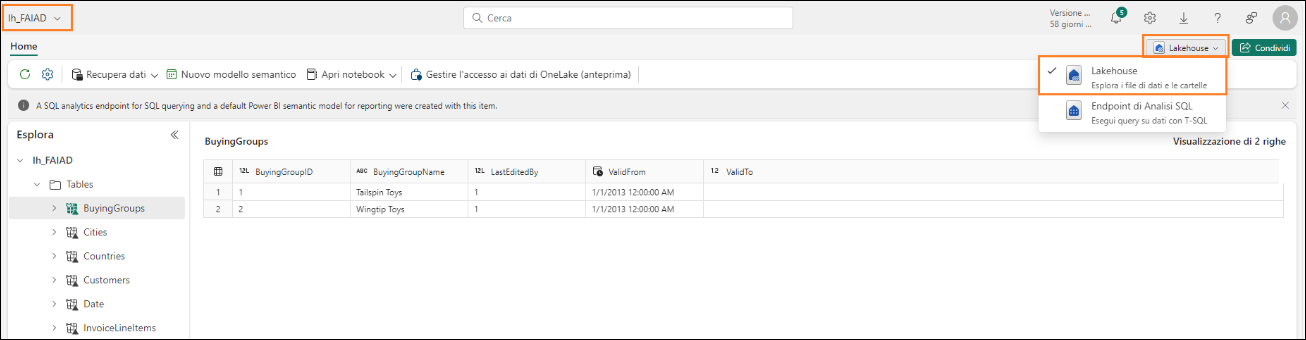 lh_FAIAD
Cerca
Versione ...
58 giorni ...
5
?
Home
Lakehouse
Condividi
Recupera dati
Nuovo modello semantico
Apri notebook
Gestire l'accesso ai dati di OneLake (anteprima)
Lakehouse
Esplora i file di dati e le cartelle
Endpoint di Analisi SQL
Esegui query su dati con T-SQL
A SQL analytics endpoint for SQL querying and a default Power BI semantic model for reporting were created with this item.
Esplora
lh_FAIAD
Tables
BuyingGroups
Cities
Countries
Customers
Date
InvoiceLineItems
BuyingGroups
Visualizzazione di 2 righe
12L BuyingGroupID ABC BuyingGroupName 12L LastEditedBy ValidFrom 12 ValidTo
1 1 Tailspin Toys 1 1/1/2013 12:00:00 AM
2 2 Wingtip Toys 1 1/1/2013 12:00:00 AM